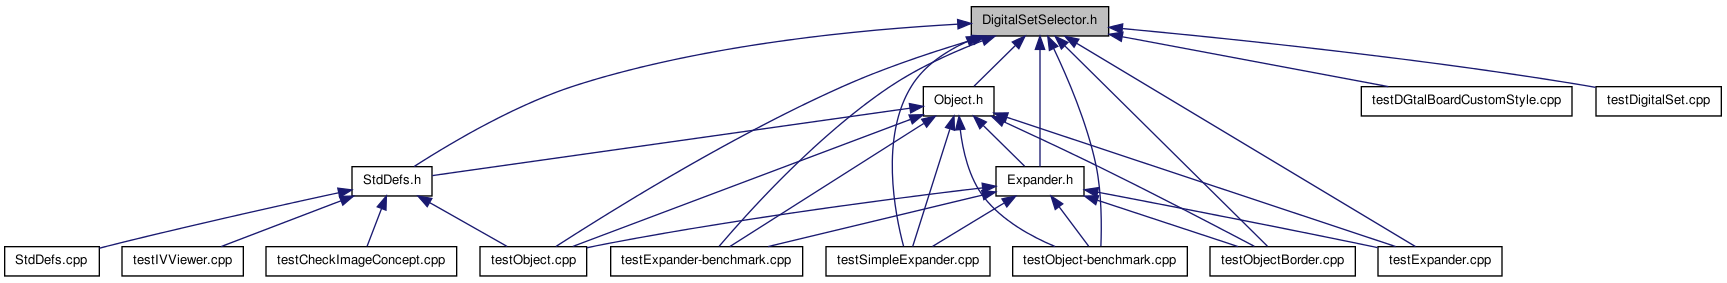 DigitalSetSelector.h
Object.h
testDGtalBoardCustomStyle.cpp
testDigitalSet.cpp
StdDefs.h
Expander.h
StdDefs.cpp
testIVViewer.cpp
testCheckImageConcept.cpp
testObject.cpp
testExpander-benchmark.cpp
testSimpleExpander.cpp
testObject-benchmark.cpp
testObjectBorder.cpp
testExpander.cpp